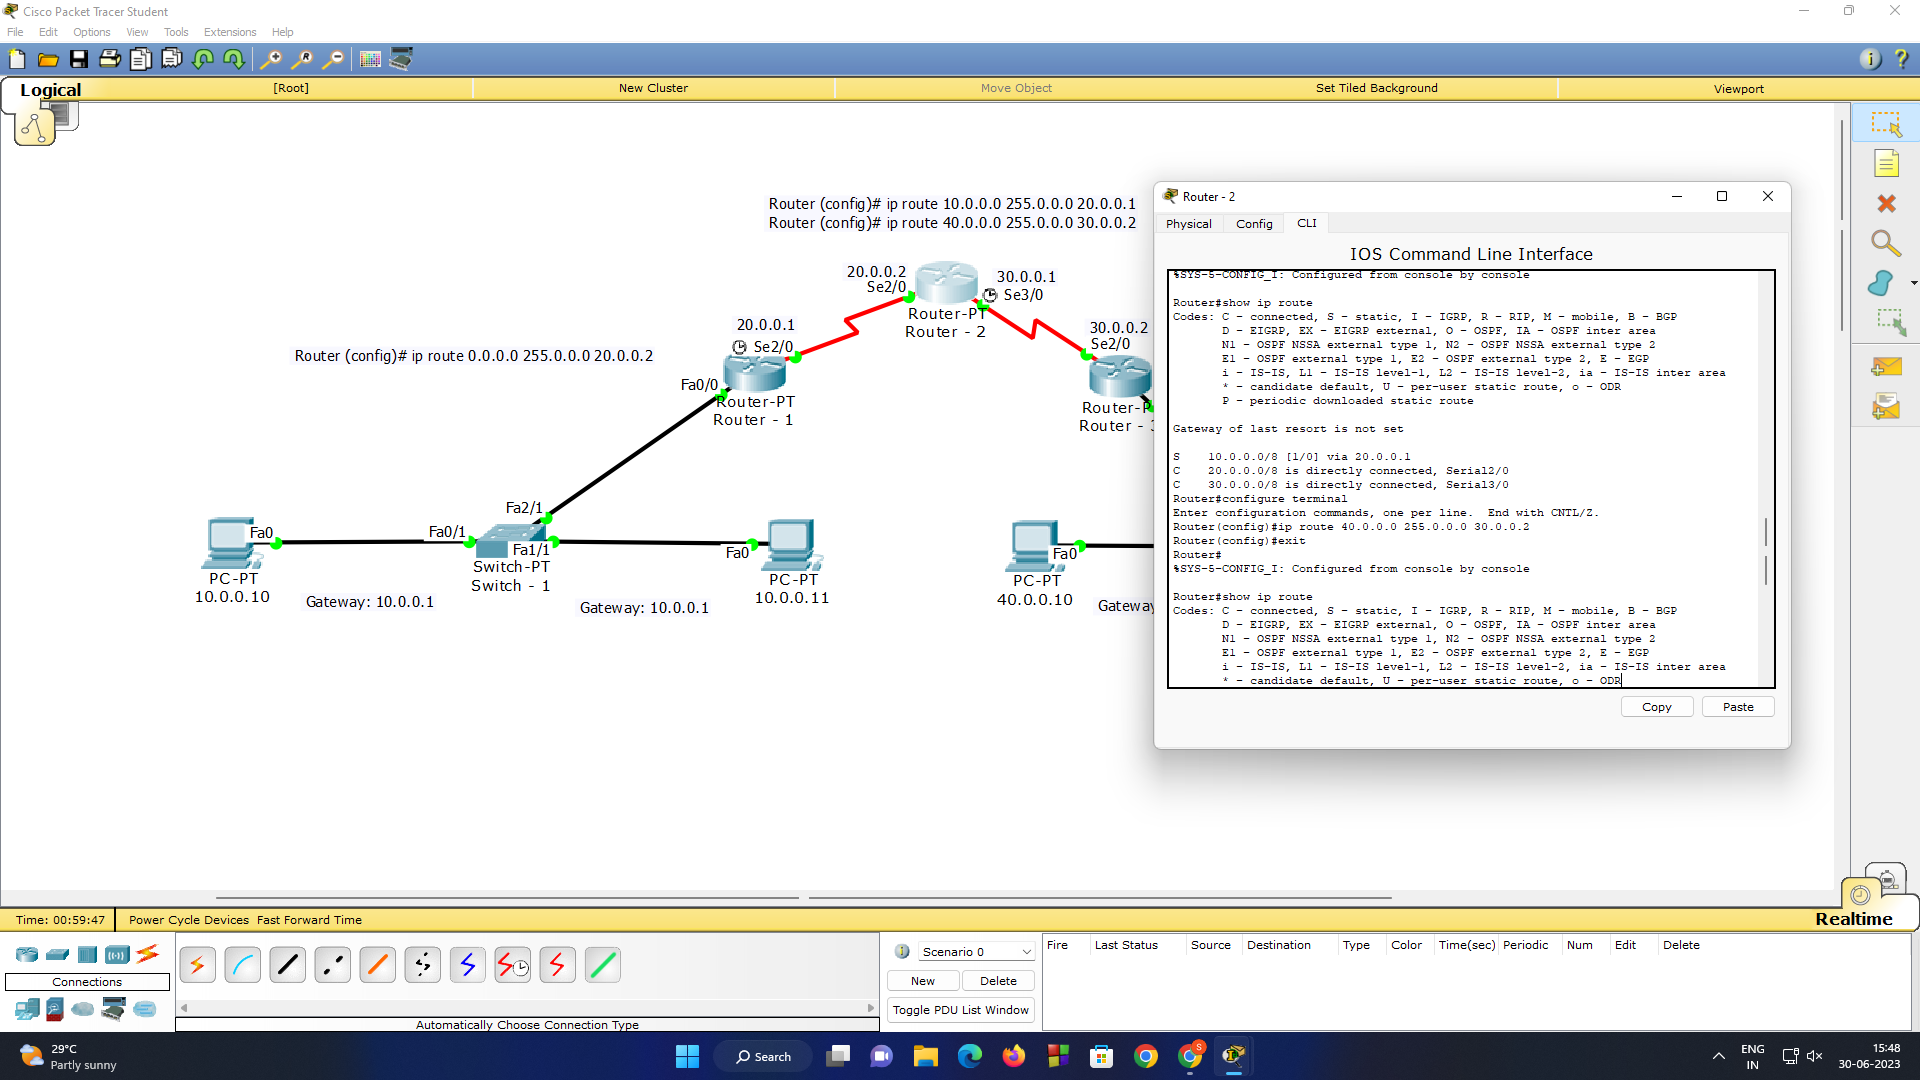 Cisco Packet Tracer Student
File Edit Options View Tools Extensions Help
Logical [Root] New Cluster Move Object Set Tiled Background Viewport
Router (config)# ip route 10.0.0.0 255.0.0.0 20.0.0.1
Router (config)# ip route 40.0.0.0 255.0.0.0 30.0.0.2
20.0.0.2
Se2/0
30.0.0.1
Se3/0
Router-PT
Router - 2
20.0.0.1
Se2/0
30.0.0.2
Se2/0
Router (config)# ip route 0.0.0.0 255.0.0.0 20.0.0.2
Fa0/0
Router-PT
Router - 1
Router-P
Router - 3
Fa2/1
Fa0
Fa0/1
Fa1/1
Fa0
Fa0
PC-PT
10.0.0.10
Gateway: 10.0.0.1
Switch-PT
Switch - 1
Gateway: 10.0.0.1
PC-PT
10.0.0.11
PC-PT
40.0.0.10
Gateway
Router - 2
Physical Config CLI
IOS Command Line Interface
%SYS-5-CONFIG_I: Configured from console by console
Router#show ip route
Codes: C - connected, S - static, I - IGRP, R - RIP, M - mobile, B - BGP
D - EIGRP, EX - EIGRP external, O - OSPF, IA - OSPF inter area
N1 - OSPF NSSA external type 1, N2 - OSPF NSSA external type 2
E1 - OSPF external type 1, E2 - OSPF external type 2, E - EGP
i - IS-IS, L1 - IS-IS level-1, L2 - IS-IS level-2, ia - IS-IS inter area
* - candidate default, U - per-user static route, o - ODR
P - periodic downloaded static route
Gateway of last resort is not set
S 10.0.0.0/8 [1/0] via 20.0.0.1
C 20.0.0.0/8 is directly connected, Serial2/0
C 30.0.0.0/8 is directly connected, Serial3/0
Router#configure terminal
Enter configuration commands, one per line. End with CNTL/Z.
Router(config)#ip route 40.0.0.0 255.0.0.0 30.0.0.2
Router(config)#exit
Router#
%SYS-5-CONFIG_I: Configured from console by console
Router#show ip route
Codes: C - connected, S - static, I - IGRP, R - RIP, M - mobile, B - BGP
D - EIGRP, EX - EIGRP external, O - OSPF, IA - OSPF inter area
N1 - OSPF NSSA external type 1, N2 - OSPF NSSA external type 2
E1 - OSPF external type 1, E2 - OSPF external type 2, E - EGP
i - IS-IS, L1 - IS-IS level-1, L2 - IS-IS level-2, ia - IS-IS inter area
* - candidate default, U - per-user static route, o - ODR
Copy Paste
Time: 00:59:47 Power Cycle Devices Fast Forward Time
Realtime
Connections
Automatically Choose Connection Type
Scenario 0
New Delete
Toggle PDU List Window
Fire Last Status Source Destination Type Color Time(sec) Periodic Num Edit Delete
29°C
Partly sunny
Search
S
ENG
IN
15:48
30-06-2023